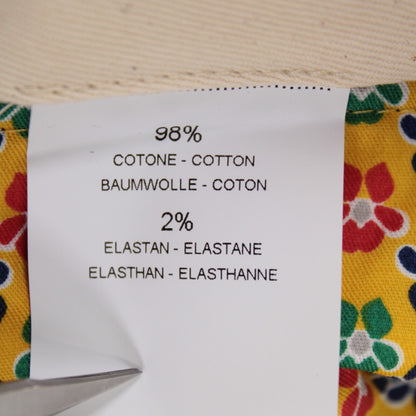 98%
COTONE - COTTON
BAUMWOLLE - COTON
2%
ELASTAN - ELASTANE
ELASTHAN - ELASTHANNE